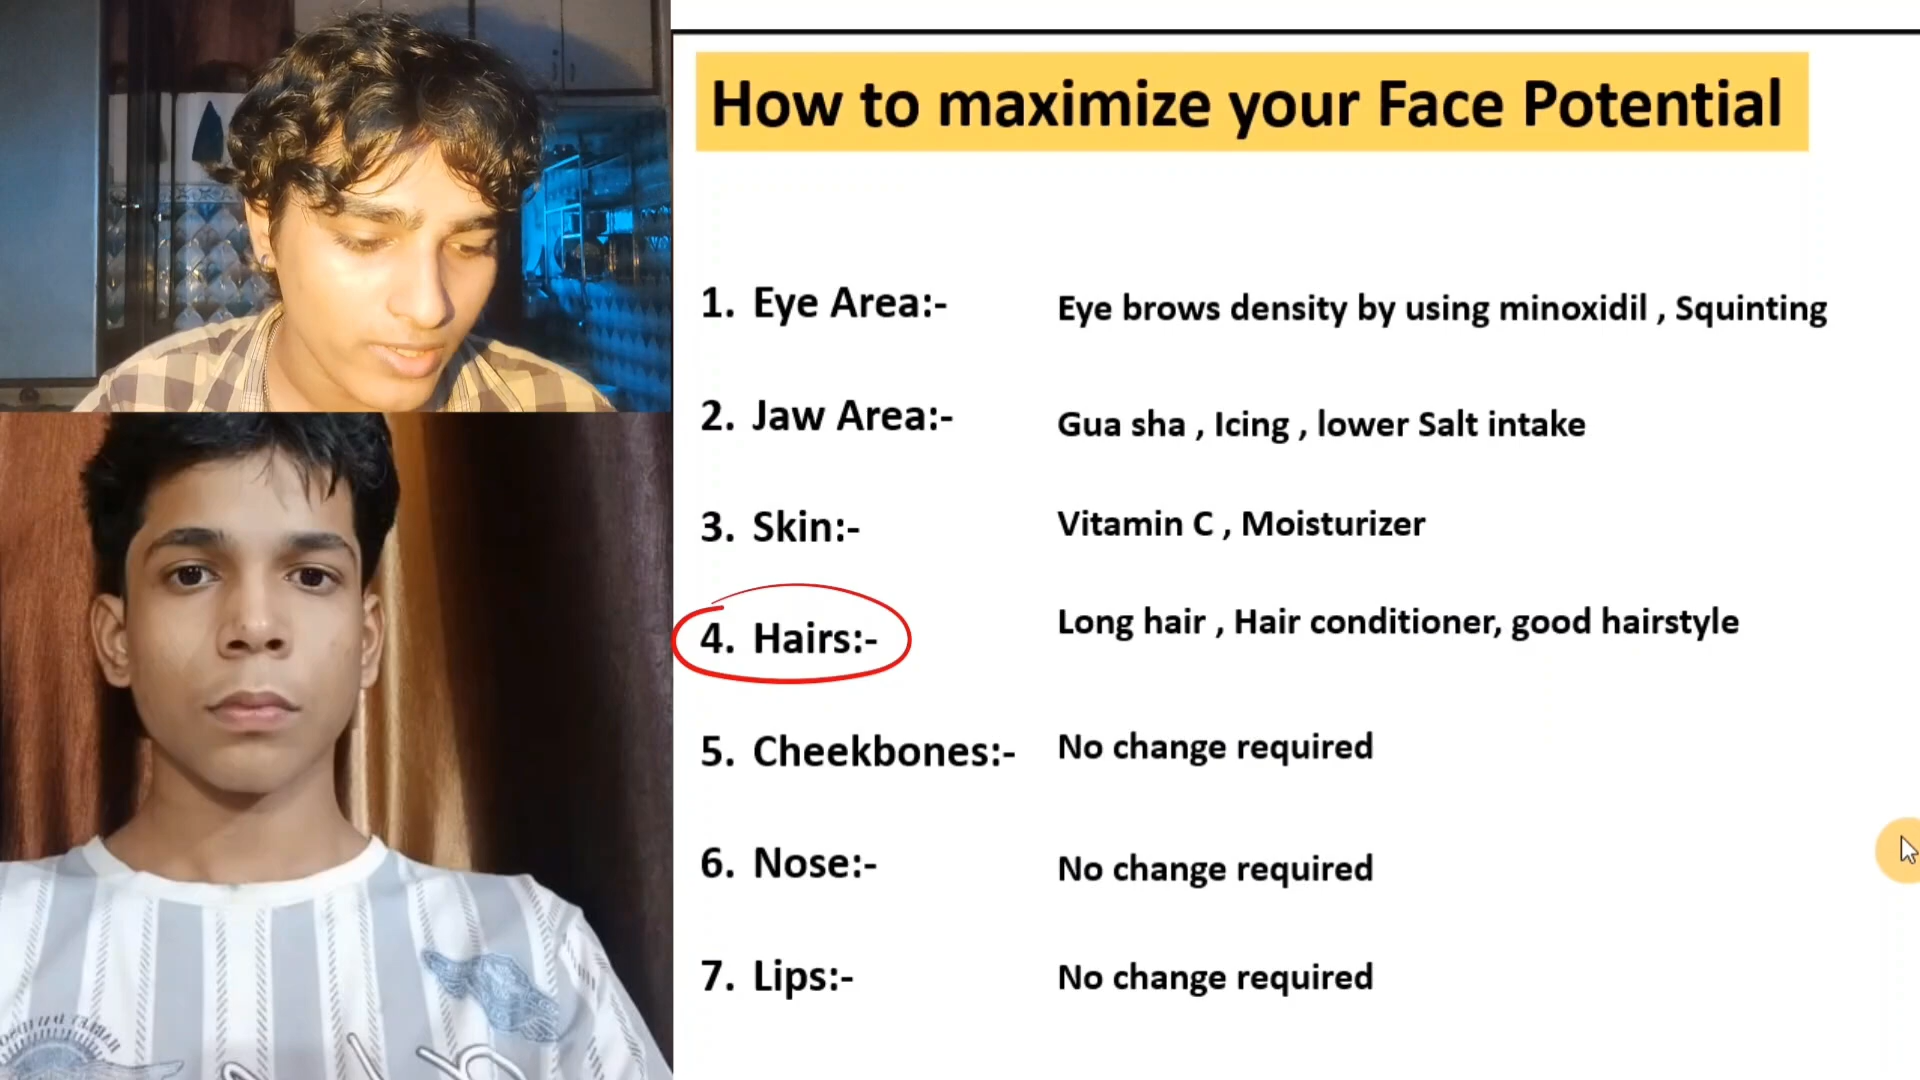 How to maximize your Face Potential
1. Eye Area:- Eye brows density by using minoxidil , Squinting
2. Jaw Area:- Gua sha , Icing , lower Salt intake
3. Skin:- Vitamin C , Moisturizer
4. Hairs:- Long hair , Hair conditioner, good hairstyle
5. Cheekbones:- No change required
6. Nose:- No change required
7. Lips:- No change required